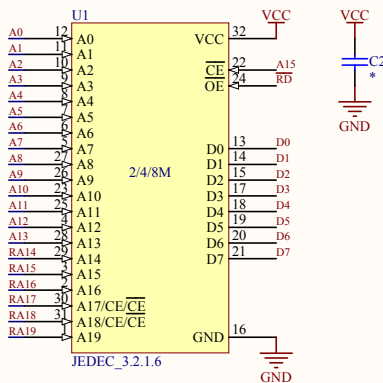 U1
VCC
VCC
A0 12 A0 VCC 32
A1 11 A1
A2 10 A2 CE 22 A15
A3 9 A3 OE 24 RD
A4 8 A4
A5 7 A5
A6 6 A6
A7 5 A7 D0 13 D0
A8 27 A8 D1 14 D1
A9 26 A9 D2 15 D2
A10 23 A10 D3 17 D3
A11 25 A11 D4 18 D4
A12 4 A12 D5 19 D5
A13 28 A13 D6 20 D6
RA14 29 A14 D7 21 D7
RA15 3 A15
RA16 2 A16
RA17 30 A17/CE/CE
RA18 31 A18/CE/CE
RA19 1 A19 GND 16
2/4/8M
JEDEC_3.2.1.6
GND
C2
*
GND